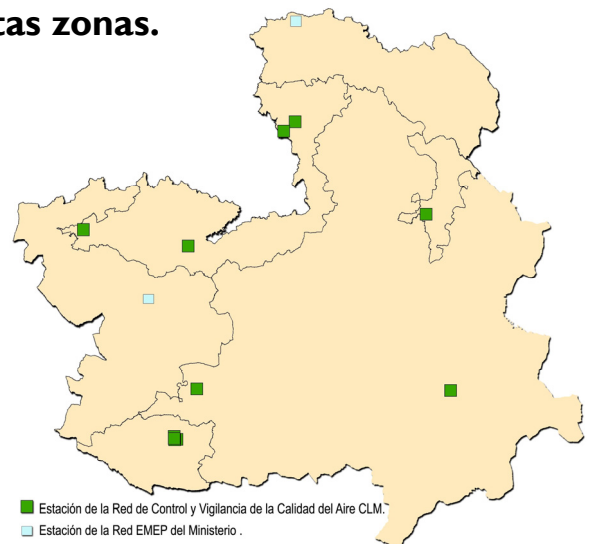 tas zonas.
Estación de la Red de Control y Vigilancia de la Calidad del Aire CLM.
Estación de la Red EMEP del Ministerio .